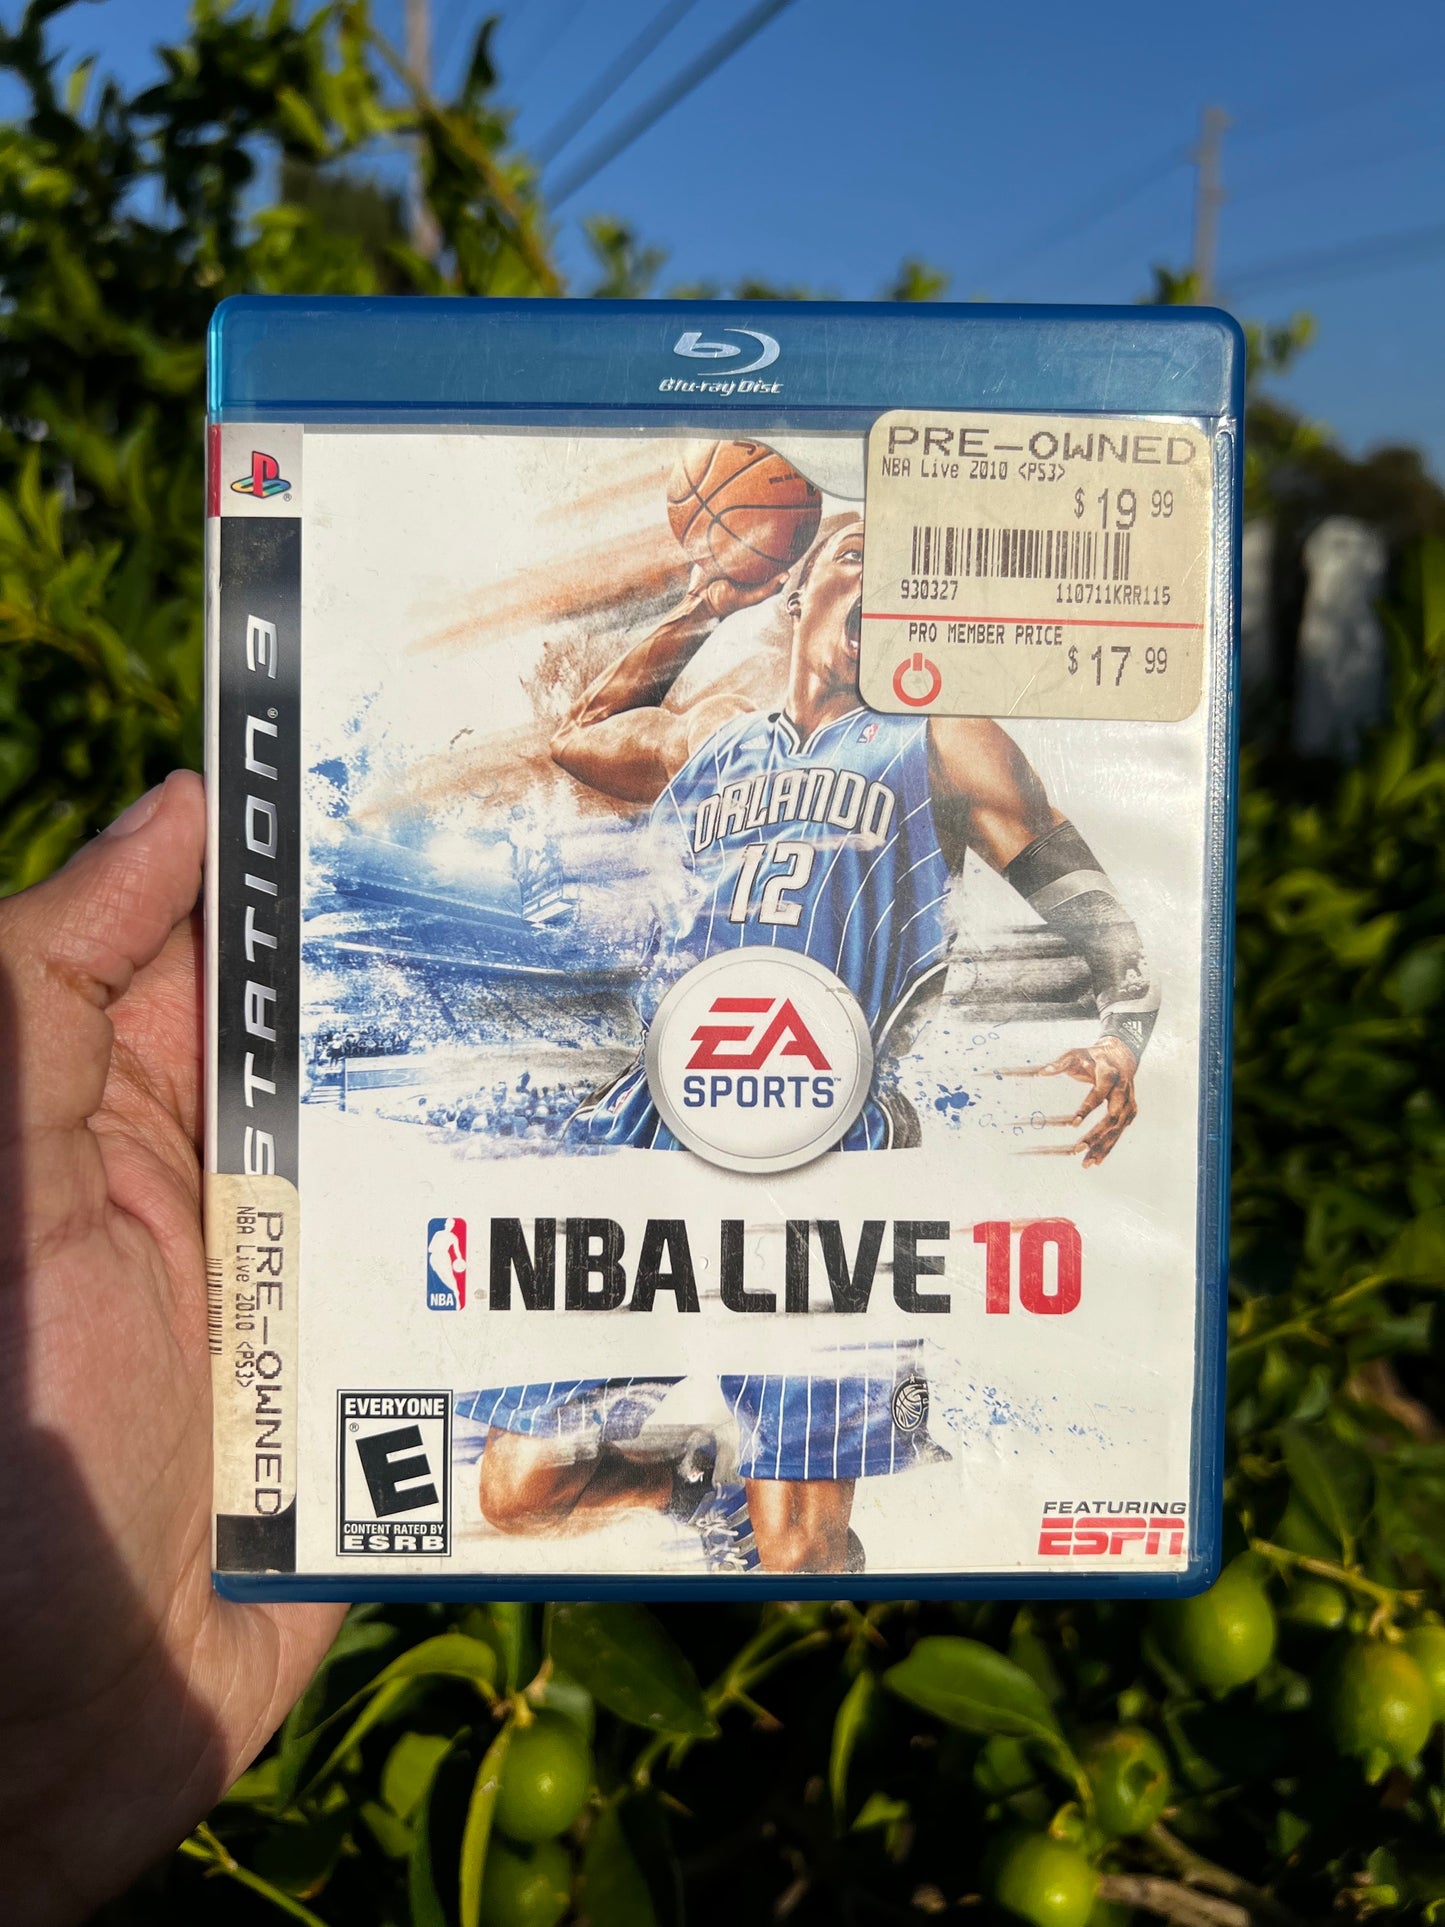 Blu-ray Disc
PRE-OWNED
NBA Live 2010 <PS3>
$ 19 99
930327 110711KRR115
PRO MEMBER PRICE
$ 17 99
STATION 3
ORLANDO
12
EA
SPORTS
NBA
NBA LIVE 10
PRE-OWNED
NBA Live 2010 <PS3>
EVERYONE
E
CONTENT RATED BY
ESRB
FEATURING
ESPN